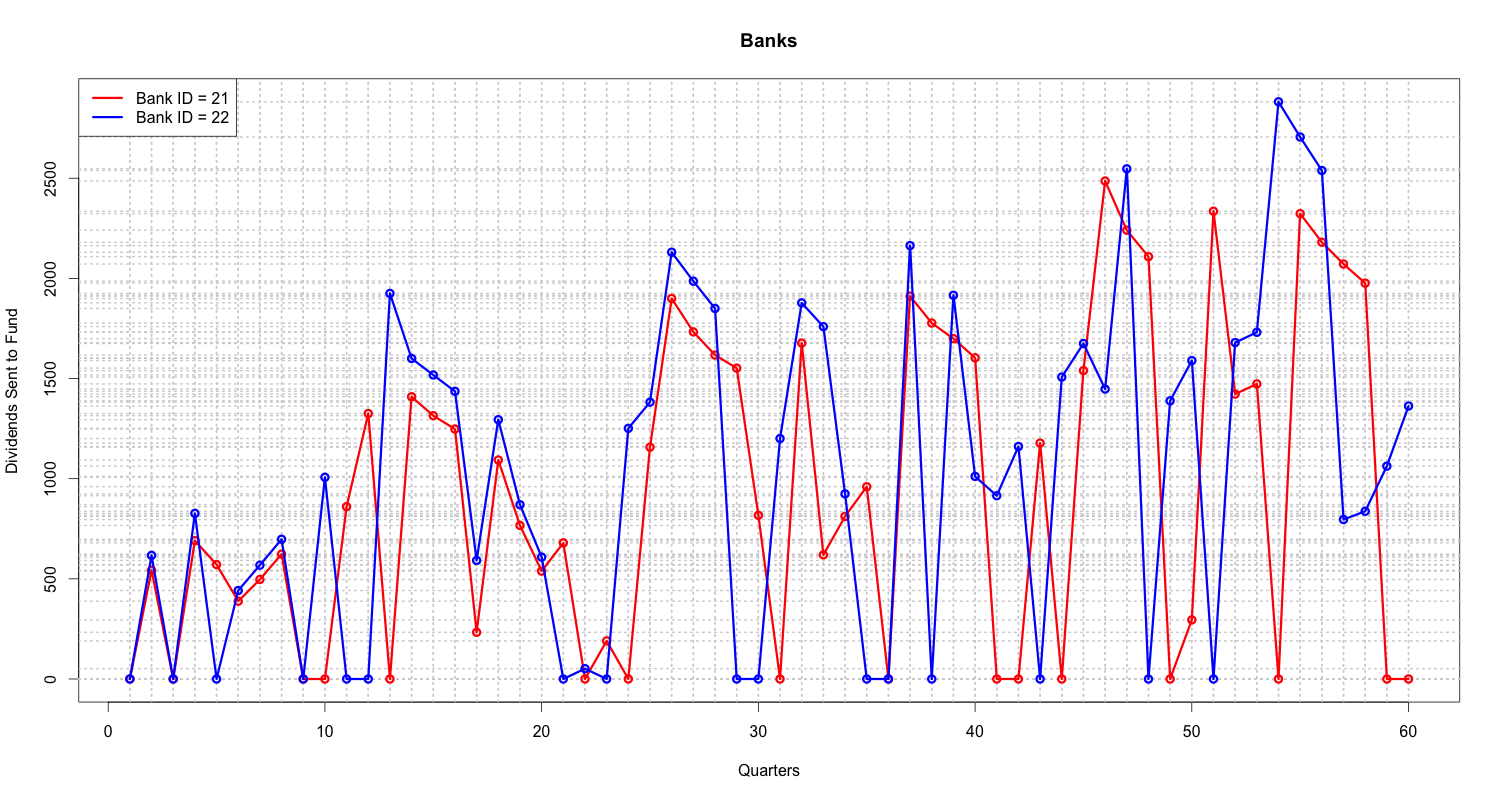 Banks
Bank ID = 21
Bank ID = 22
Dividends Sent to Fund
2500
2000
1500
1000
500
0
0 10 20 30 40 50 60
Quarters